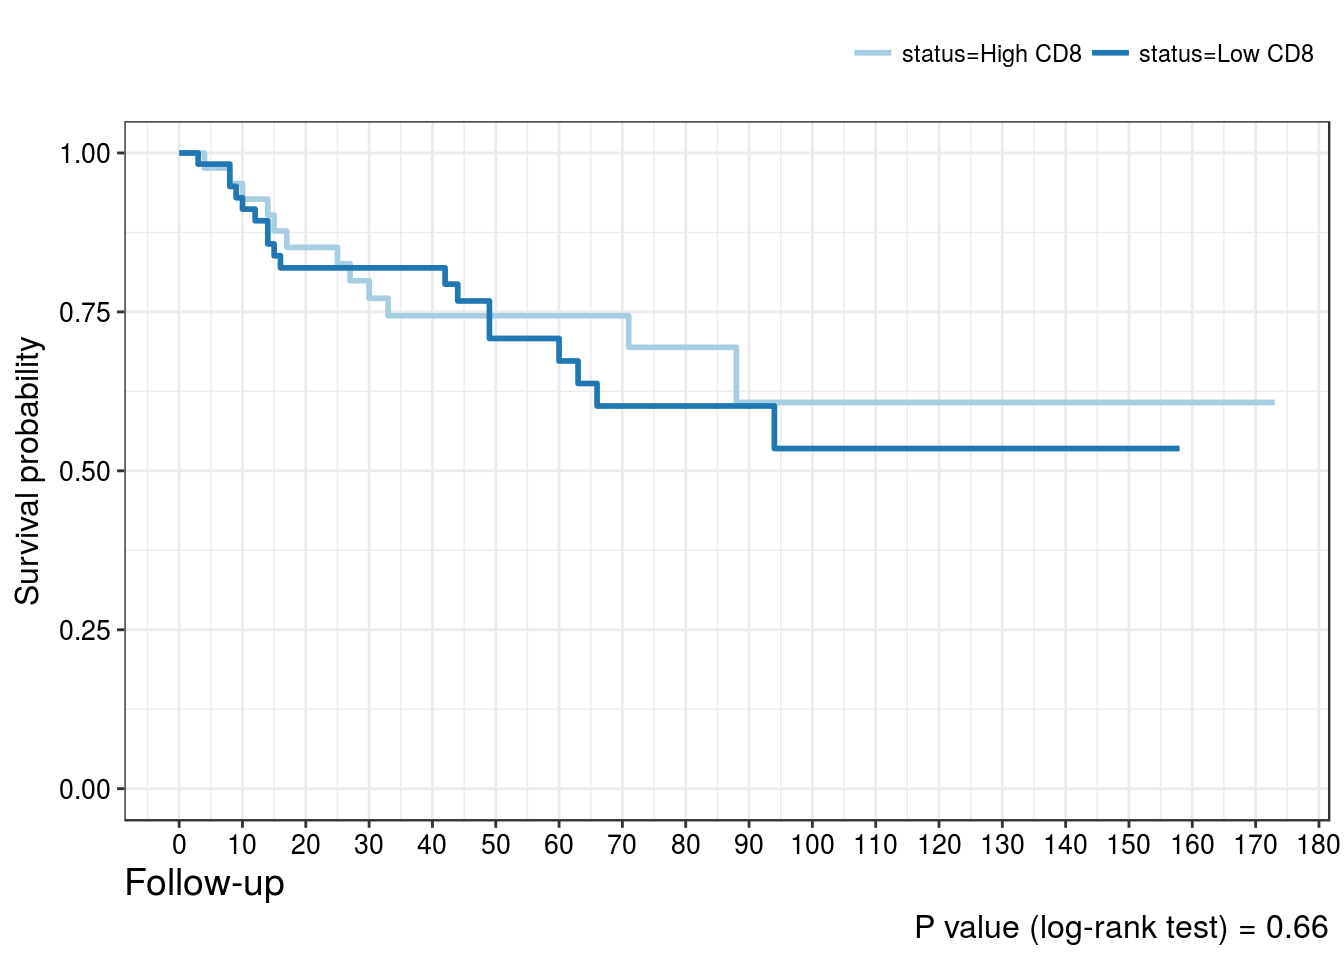 status=High CD8 status=Low CD8
1.00
0.75
0.50
0.25
0.00
Survival probability
0 10 20 30 40 50 60 70 80 90 100 110 120 130 140 150 160 170 180
Follow-up
P value (log-rank test) = 0.66